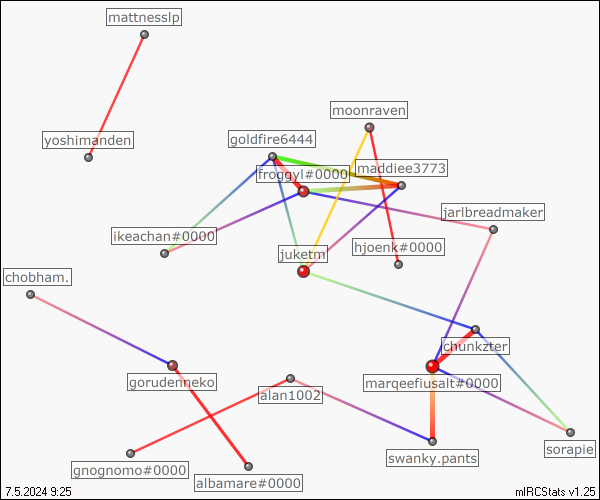 mattnesslp
moonraven
yoshimanden
goldfire6444
maddiee3773
froggyl#0000
jarlbreadmaker
ikeachan#0000
hjoenk#0000
juketm
chobham.
chunkzter
gorudenneko
marqeefiusalt#0000
alan1002
sorapie
swanky.pants
gnognomo#0000
albamare#0000
7.5.2024 9:25
mIRCStats v1.25